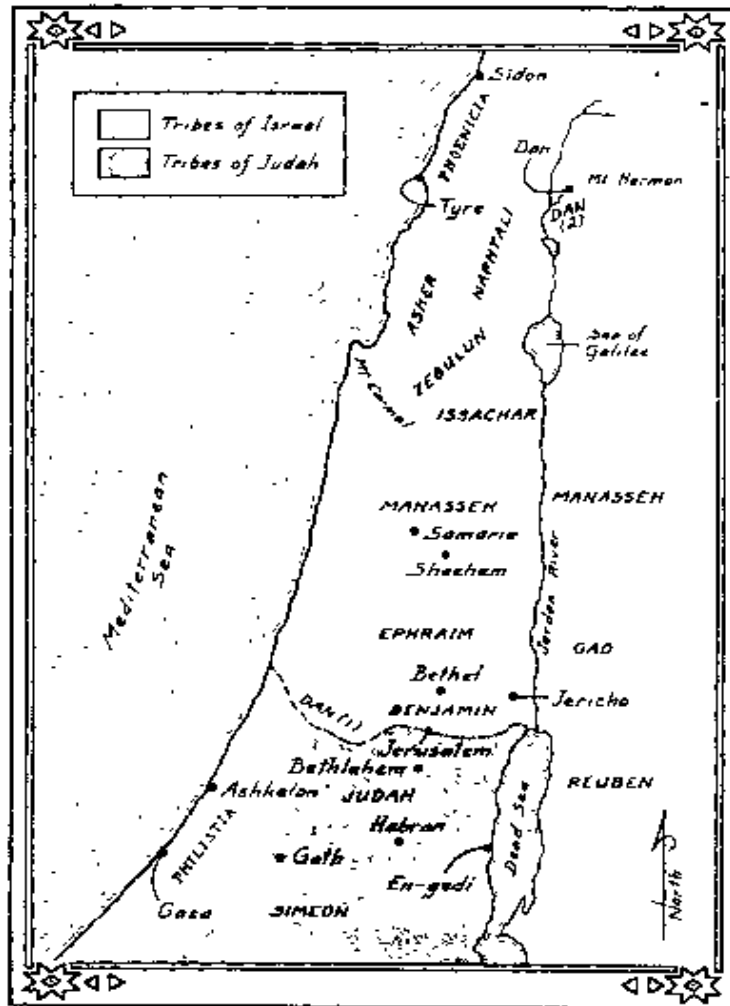 Sidon
Tribes of Israel
Tribes of Judah
PHOENICIA
Dan
Mt Hermon
Tyre
DAN
(2)
NAPHTALI
ASHER
Sea of
Galilee
ZEBULUN
Mt Carmel
ISSACHAR
MANASSEH
MANASSEH
Samaria
Shechem
Mediterranean
Sea
Jordan River
EPHRAIM
GAD
Bethel
DAN (1)
BENJAMIN
Jericho
Jerusalem
Bethlehem
Ashkelon
JUDAH
REUBEN
Dead Sea
PHILISTIA
Hebron
Gath
En-gedi
Gaza
SIMEON
North